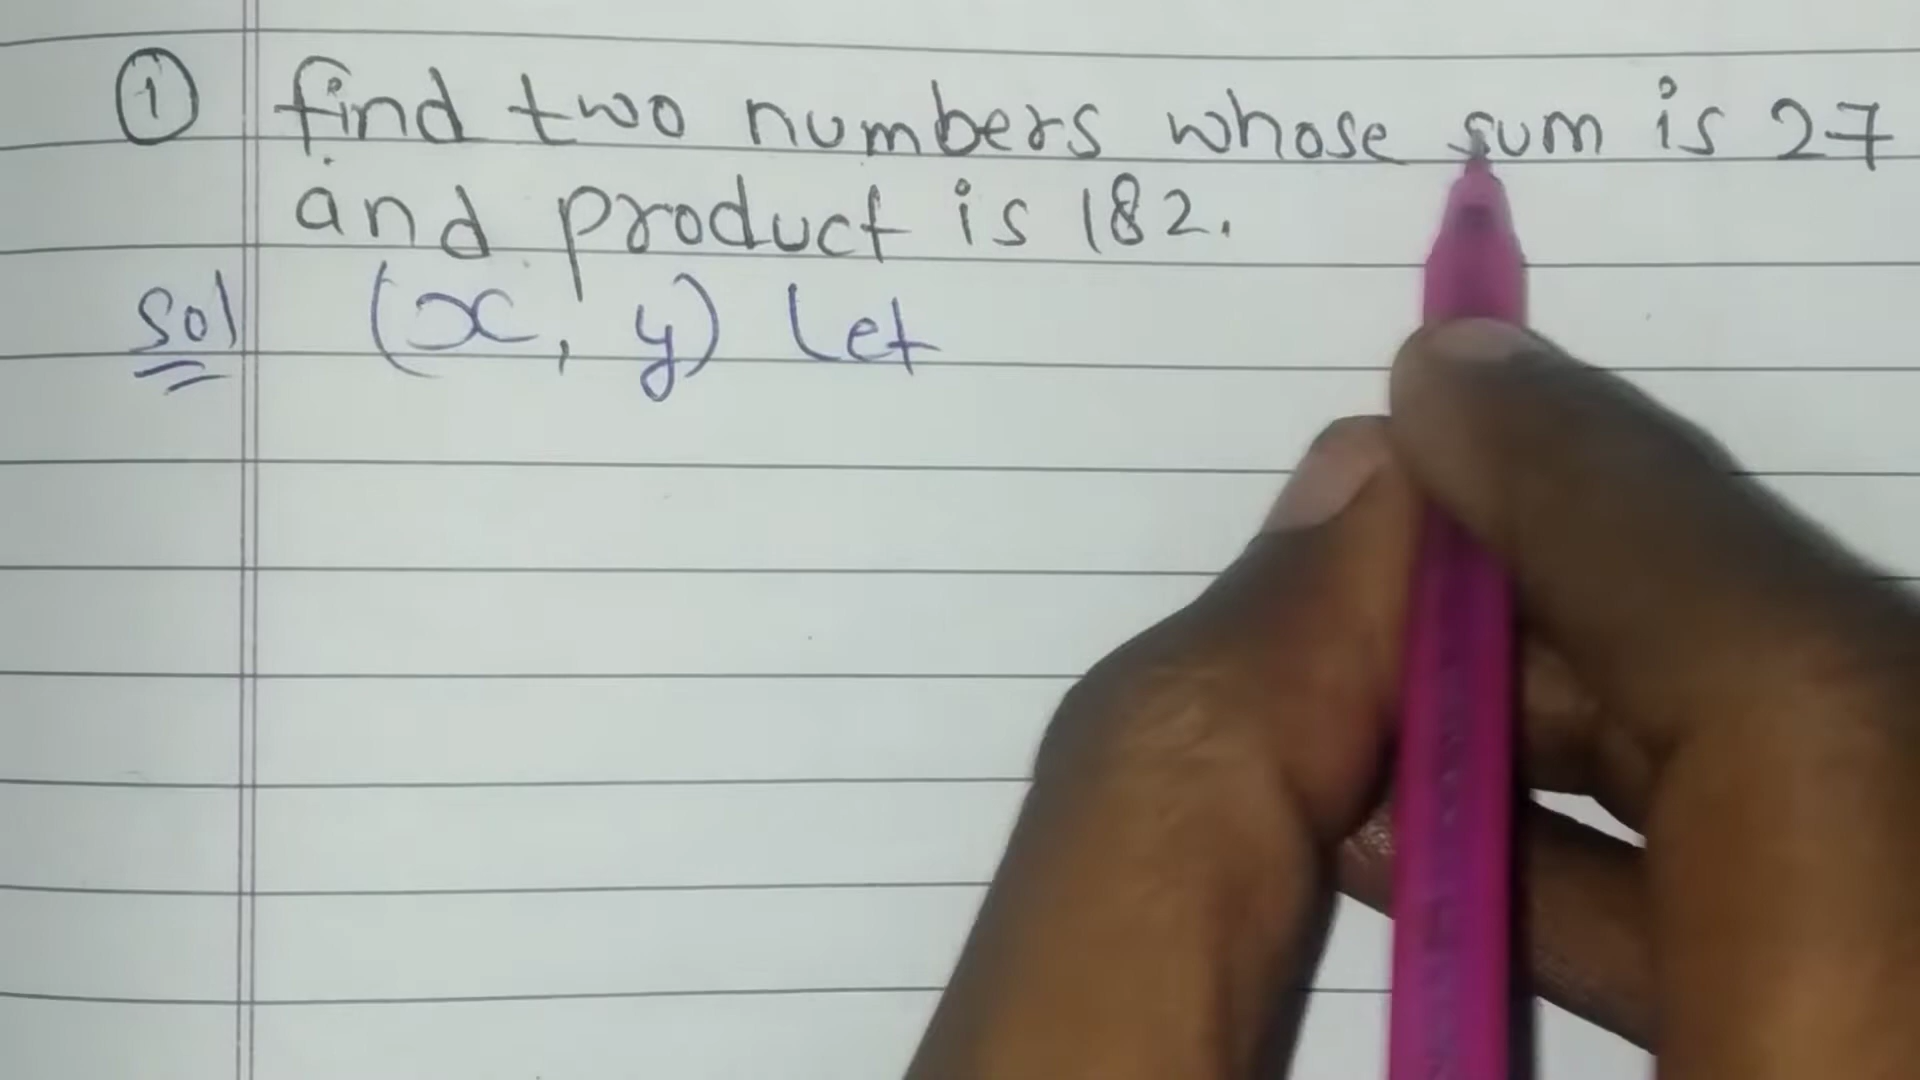 ① find two numbers whose sum is 27
and product is 182.
Sol (x, y) Let